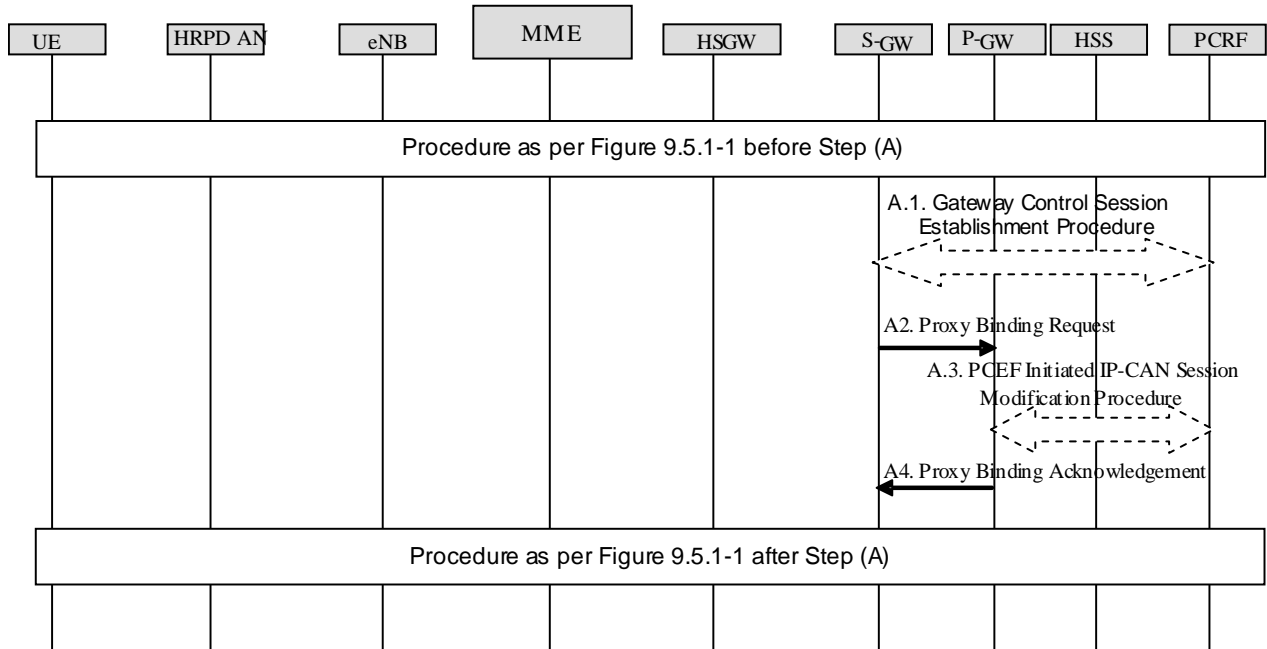 UE
HRPD AN
eNB
MME
HSGW
S-GW
P-GW
HSS
PCRF
Procedure as per Figure 9.5.1-1 before Step (A)
A.1. Gateway Control Session
Establishment Procedure
A2. Proxy Binding Request
A.3. PCEF Initiated IP-CAN Session
Modification Procedure
A4. Proxy Binding Acknowledgement
Procedure as per Figure 9.5.1-1 after Step (A)